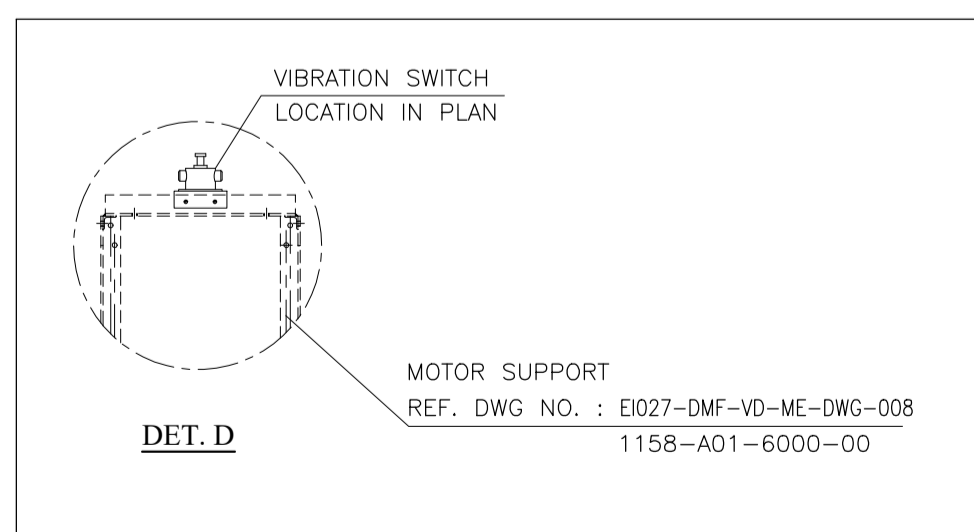 VIBRATION SWITCH
LOCATION IN PLAN
MOTOR SUPPORT
REF. DWG NO. : EI027-DMF-VD-ME-DWG-008
1158-A01-6000-00
DET. D